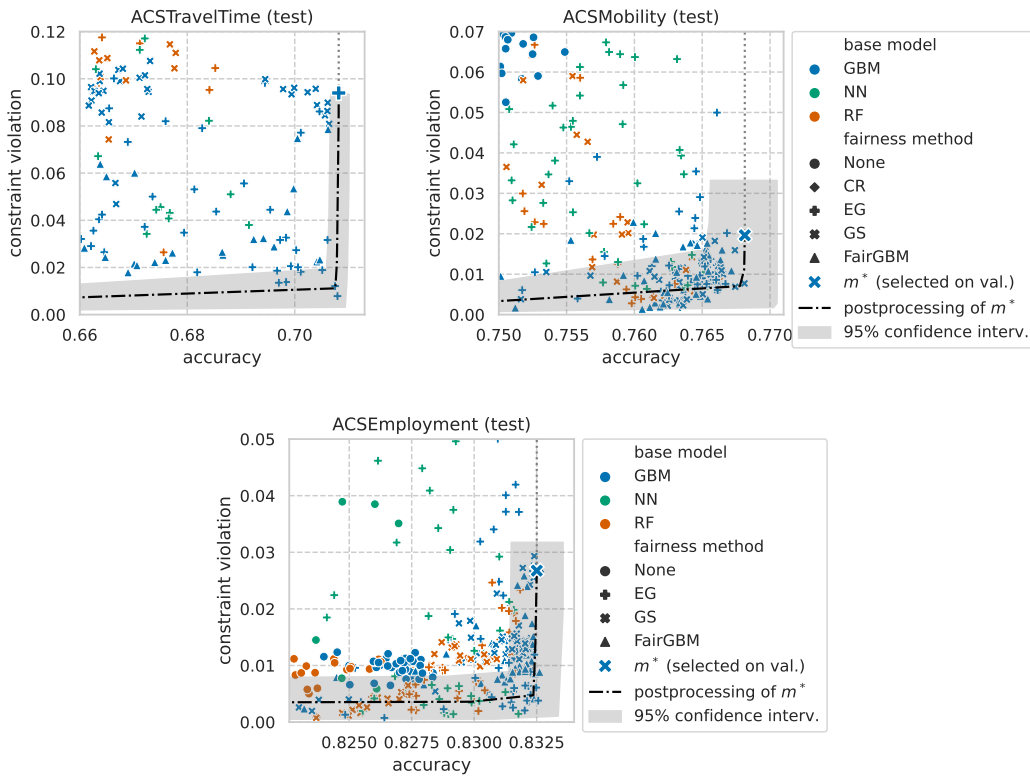 ACSTravelTime (test)
0.12
0.10
0.08
0.06
0.04
0.02
0.00
constraint violation
0.66
0.68
0.70
accuracy
ACSMobility (test)
0.07
0.06
0.05
0.04
0.03
0.02
0.01
0.00
constraint violation
0.750
0.755
0.760
0.765
0.770
accuracy
base model
GBM
NN
RF
fairness method
None
CR
EG
GS
FairGBM
m* (selected on val.)
postprocessing of m*
95% confidence interv.
ACSEmployment (test)
0.05
0.04
0.03
0.02
0.01
0.00
constraint violation
0.8250
0.8275
0.8300
0.8325
accuracy
base model
GBM
NN
RF
fairness method
None
EG
GS
FairGBM
m* (selected on val.)
postprocessing of m*
95% confidence interv.